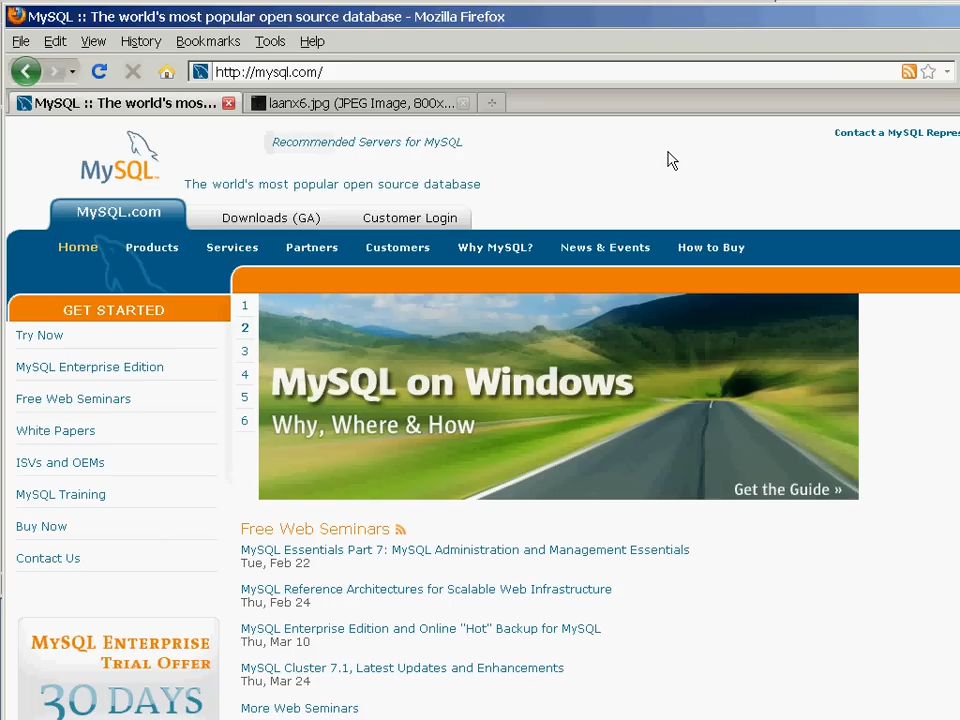 MySQL :: The world's most popular open source database - Mozilla Firefox
File Edit View History Bookmarks Tools Help
http://mysql.com/
MySQL :: The world's mos... laanx6.jpg (JPEG Image, 800x...
Contact a MySQL Repres
Recommended Servers for MySQL
MySQL™
The world's most popular open source database
MySQL.com Downloads (GA) Customer Login
Home Products Services Partners Customers Why MySQL? News & Events How to Buy
GET STARTED
Try Now
MySQL Enterprise Edition
Free Web Seminars
White Papers
ISVs and OEMs
MySQL Training
Buy Now
Contact Us
MySQL Enterprise
Trial Offer
30 DAYS
1
2
3
4
5
6
MySQL on Windows
Why, Where & How
Get the Guide »
Free Web Seminars
MySQL Essentials Part 7: MySQL Administration and Management Essentials
Tue, Feb 22
MySQL Reference Architectures for Scalable Web Infrastructure
Thu, Feb 24
MySQL Enterprise Edition and Online "Hot" Backup for MySQL
Thu, Mar 10
MySQL Cluster 7.1, Latest Updates and Enhancements
Thu, Mar 24
More Web Seminars